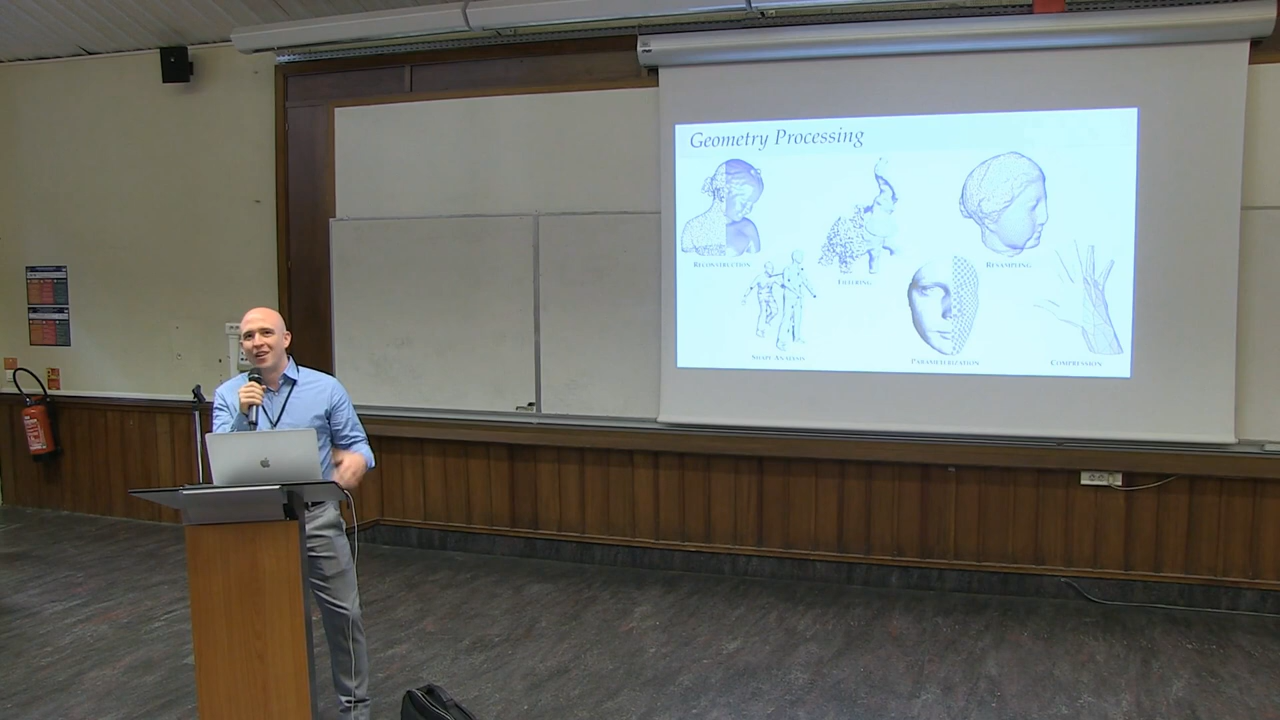 Geometry Processing
RECONSTRUCTION
FILTERING
RESAMPLING
SHAPE ANALYSIS
PARAMETERIZATION
COMPRESSION